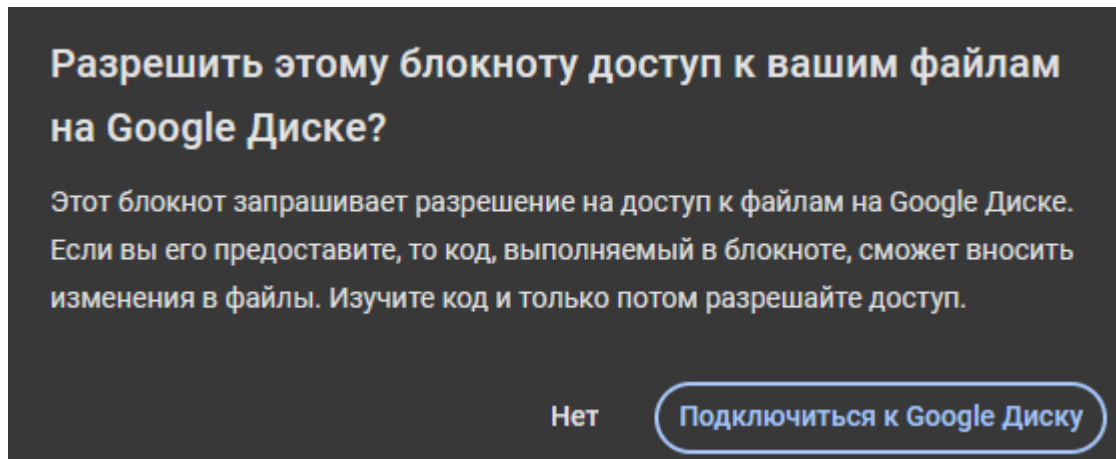 Разрешить этому блокноту доступ к вашим файлам
на Google Диске?
Этот блокнот запрашивает разрешение на доступ к файлам на Google Диске.
Если вы его предоставите, то код, выполняемый в блокноте, сможет вносить
изменения в файлы. Изучите код и только потом разрешайте доступ.
Нет
Подключиться к Google Диску